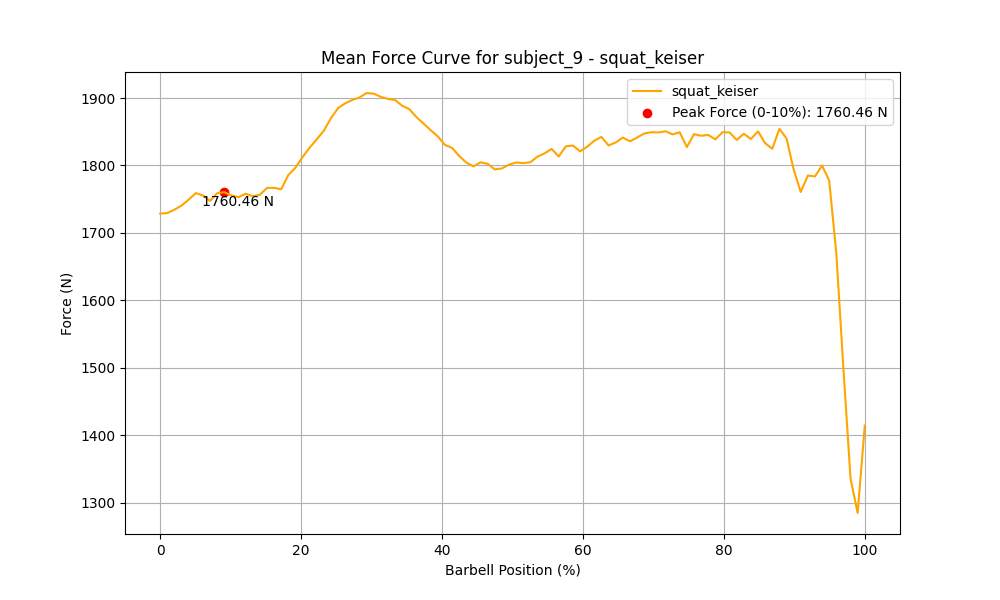 Mean Force Curve for subject_9 - squat_keiser
squat_keiser
Peak Force (0-10%): 1760.46 N
1900
1800
1700
1600
1500
1400
1300
Force (N)
1760.46 N
0 20 40 60 80 100
Barbell Position (%)